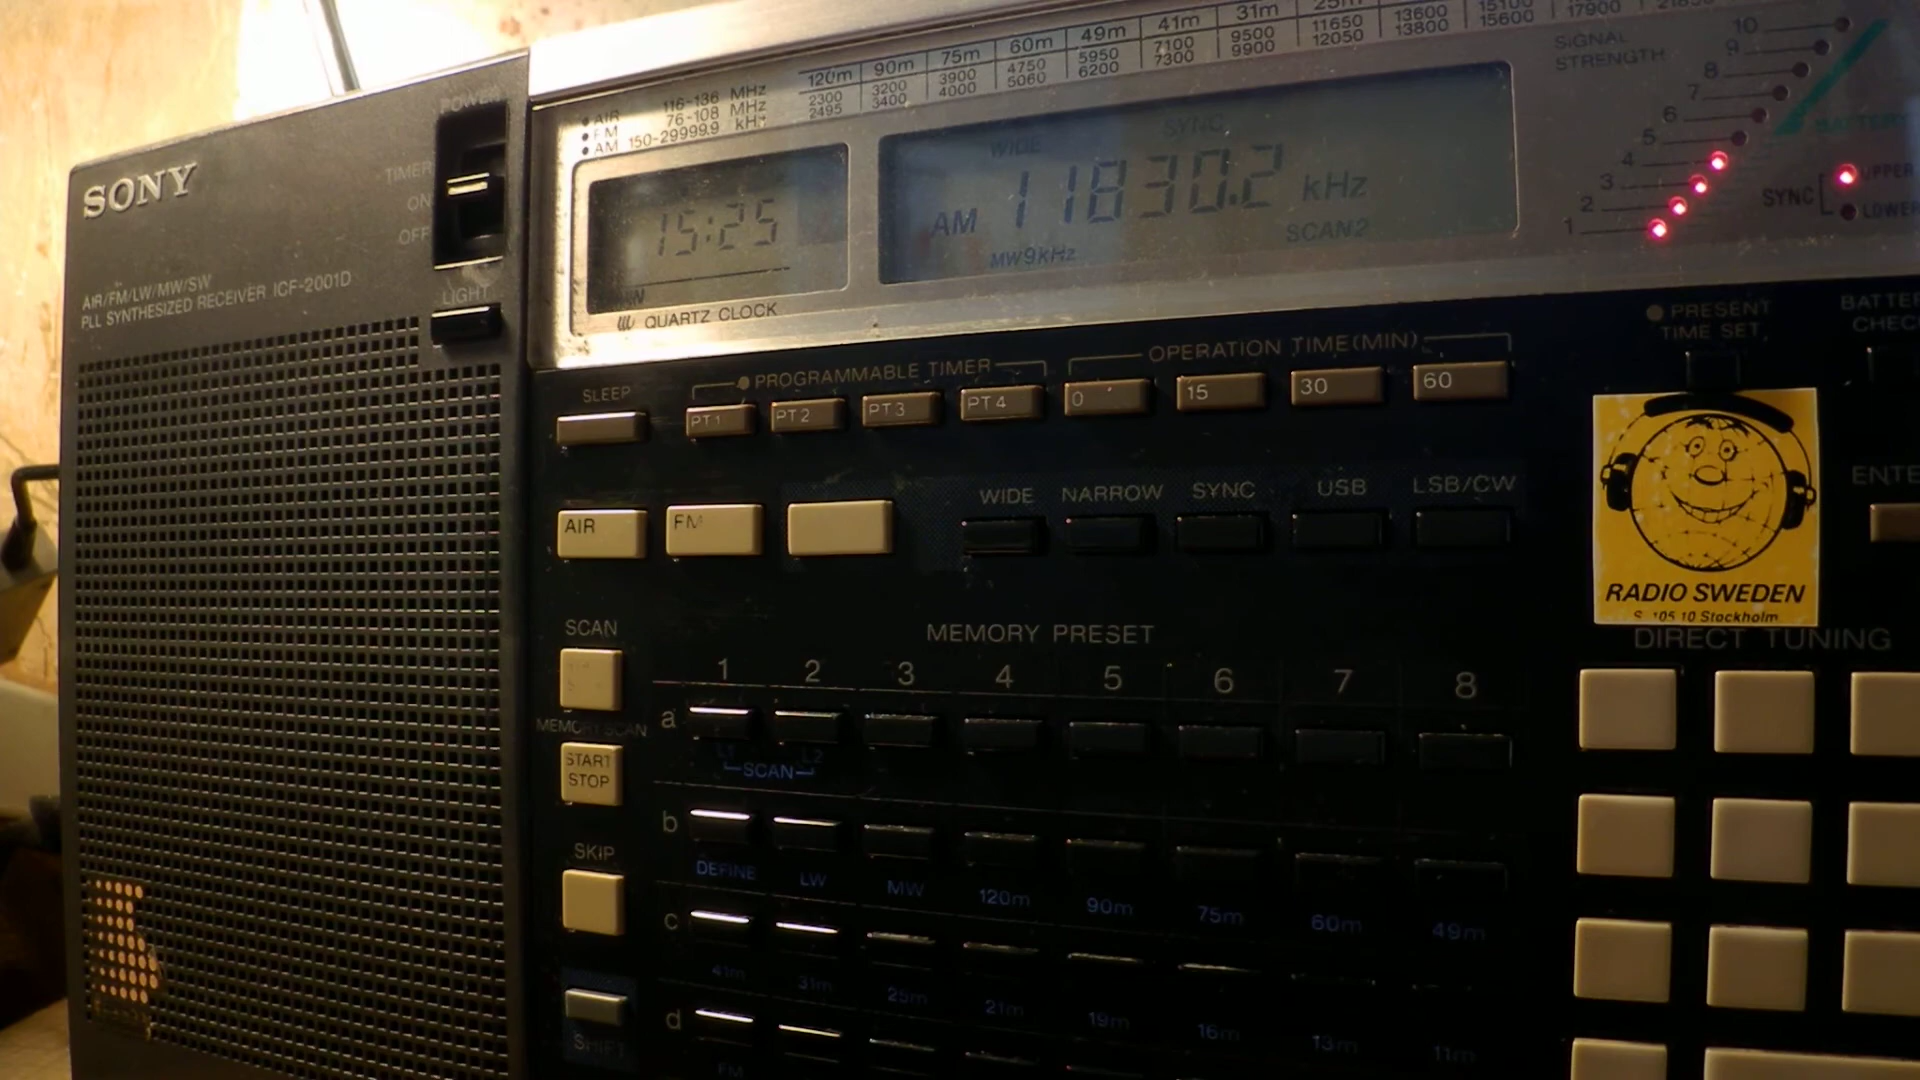 SONY
POWER
TIMER
ON
OFF
LIGHT
AIR/FM/LW/MW/SW
PLL SYNTHESIZED RECEIVER ICF-2001D
AIR 116-136 MHz
FM 76-108 MHz
AM 150-29999.9 kHz
120m 90m 75m 60m 49m 41m 31m 25m
2300 3200 3900 4750 5950 7100 9500 11650 13600 15100
2495 3400 4000 5060 6200 7300 9900 12050 13800 15600 17900
15:25
QUARTZ CLOCK
WIDE SYNC
AM 11830.2 kHz
MW9kHz SCAN2
SIGNAL
STRENGTH
10
9
8
7
6
5
4
3
2
1
BATTERY
SYNC
UPPER
LOWER
PRESENT
TIME SET
SLEEP
PROGRAMMABLE TIMER
OPERATION TIME(MIN)
PT1 PT2 PT3 PT4 0 15 30 60
AIR FM
WIDE NARROW SYNC USB LSB/CW
RADIO SWEDEN
S-105 10 Stockholm
DIRECT TUNING
SCAN
MEMORY SCAN
START
STOP
SKIP
SHIFT
MEMORY PRESET
1 2 3 4 5 6 7 8
a
L1 L2
SCAN
b
DEFINE LW MW 120m 90m 75m 60m 49m
c
41m 31m 25m 21m 19m 16m 13m 11m
d
FM